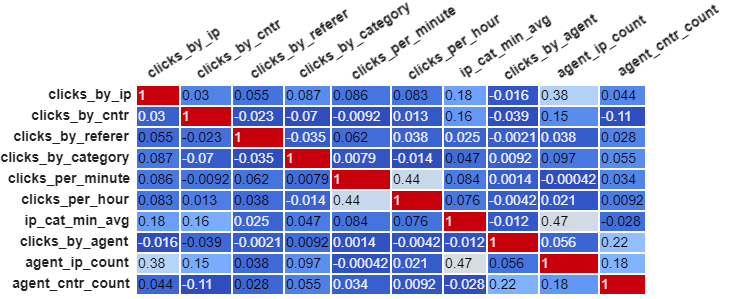 clicks_by_ip clicks_by_cntr clicks_by_referer clicks_by_category clicks_per_minute clicks_per_hour ip_cat_min_avg clicks_by_agent agent_ip_count agent_cntr_count
clicks_by_ip 1 0.03 0.055 0.087 0.086 0.083 0.18 -0.016 0.38 0.044
clicks_by_cntr 0.03 1 -0.023 -0.07 -0.0092 0.013 0.16 -0.039 0.15 -0.11
clicks_by_referer 0.055 -0.023 1 -0.035 0.062 0.038 0.025 -0.0021 0.038 0.028
clicks_by_category 0.087 -0.07 -0.035 1 0.0079 -0.014 0.047 0.0092 0.097 0.055
clicks_per_minute 0.086 -0.0092 0.062 0.0079 1 0.44 0.084 0.0014 -0.00042 0.034
clicks_per_hour 0.083 0.013 0.038 -0.014 0.44 1 0.076 -0.0042 0.021 0.0092
ip_cat_min_avg 0.18 0.16 0.025 0.047 0.084 0.076 1 -0.012 0.47 -0.028
clicks_by_agent -0.016 -0.039 -0.0021 0.0092 0.0014 -0.0042 -0.012 1 0.056 0.22
agent_ip_count 0.38 0.15 0.038 0.097 -0.00042 0.021 0.47 0.056 1 0.18
agent_cntr_count 0.044 -0.11 0.028 0.055 0.034 0.0092 -0.028 0.22 0.18 1